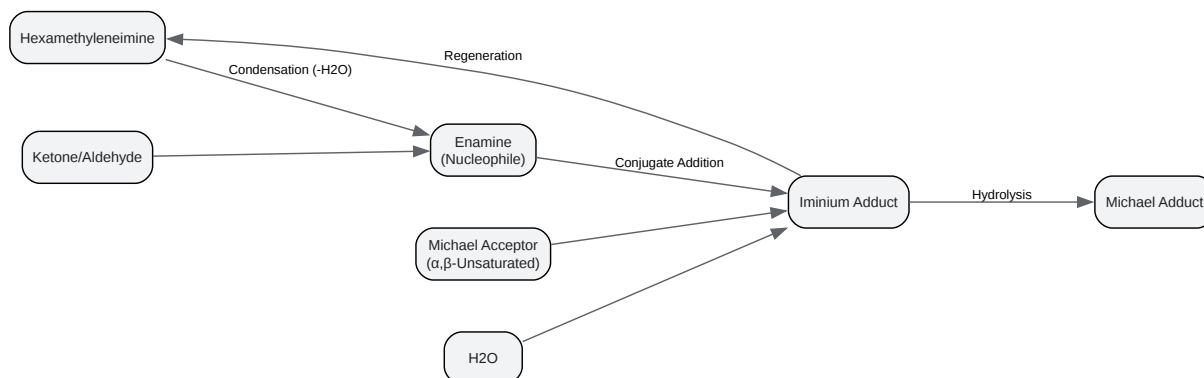 Hexamethyleneimine
Regeneration
Condensation (-H2O)
Ketone/Aldehyde
Enamine
(Nucleophile)
Conjugate Addition
Iminium Adduct
Hydrolysis
Michael Adduct
Michael Acceptor
(α,β-Unsaturated)
H2O